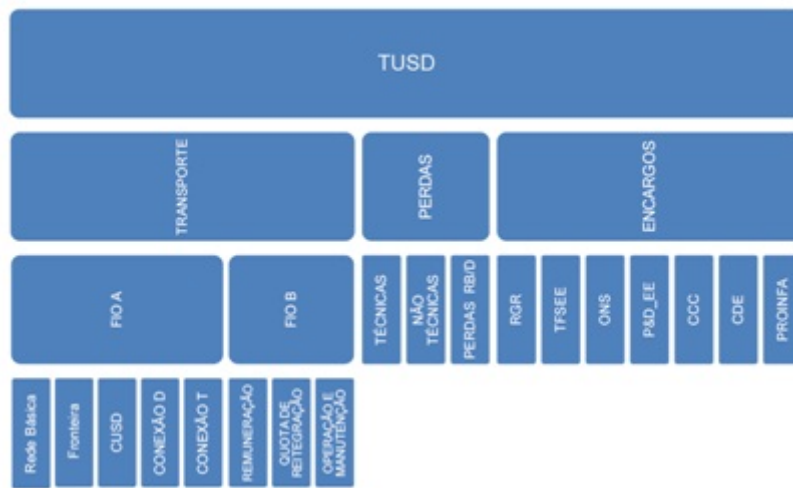 TUSD
TRANSPORTE
PERDAS
ENCARGOS
FIO A
FIO B
TÉCNICAS
NÃO
TÉCNICAS
PERDAS RB/D
RGR
TFSEE
ONS
P&D_EE
CCC
CDE
PROINFA
Rede Básica
Fronteira
CUSD
CONEXÃO D
CONEXÃO T
REMUNERAÇÃO
QUOTA DE
REITEGRAÇÃO
OPERAÇÃO E
MANUTENÇÃO